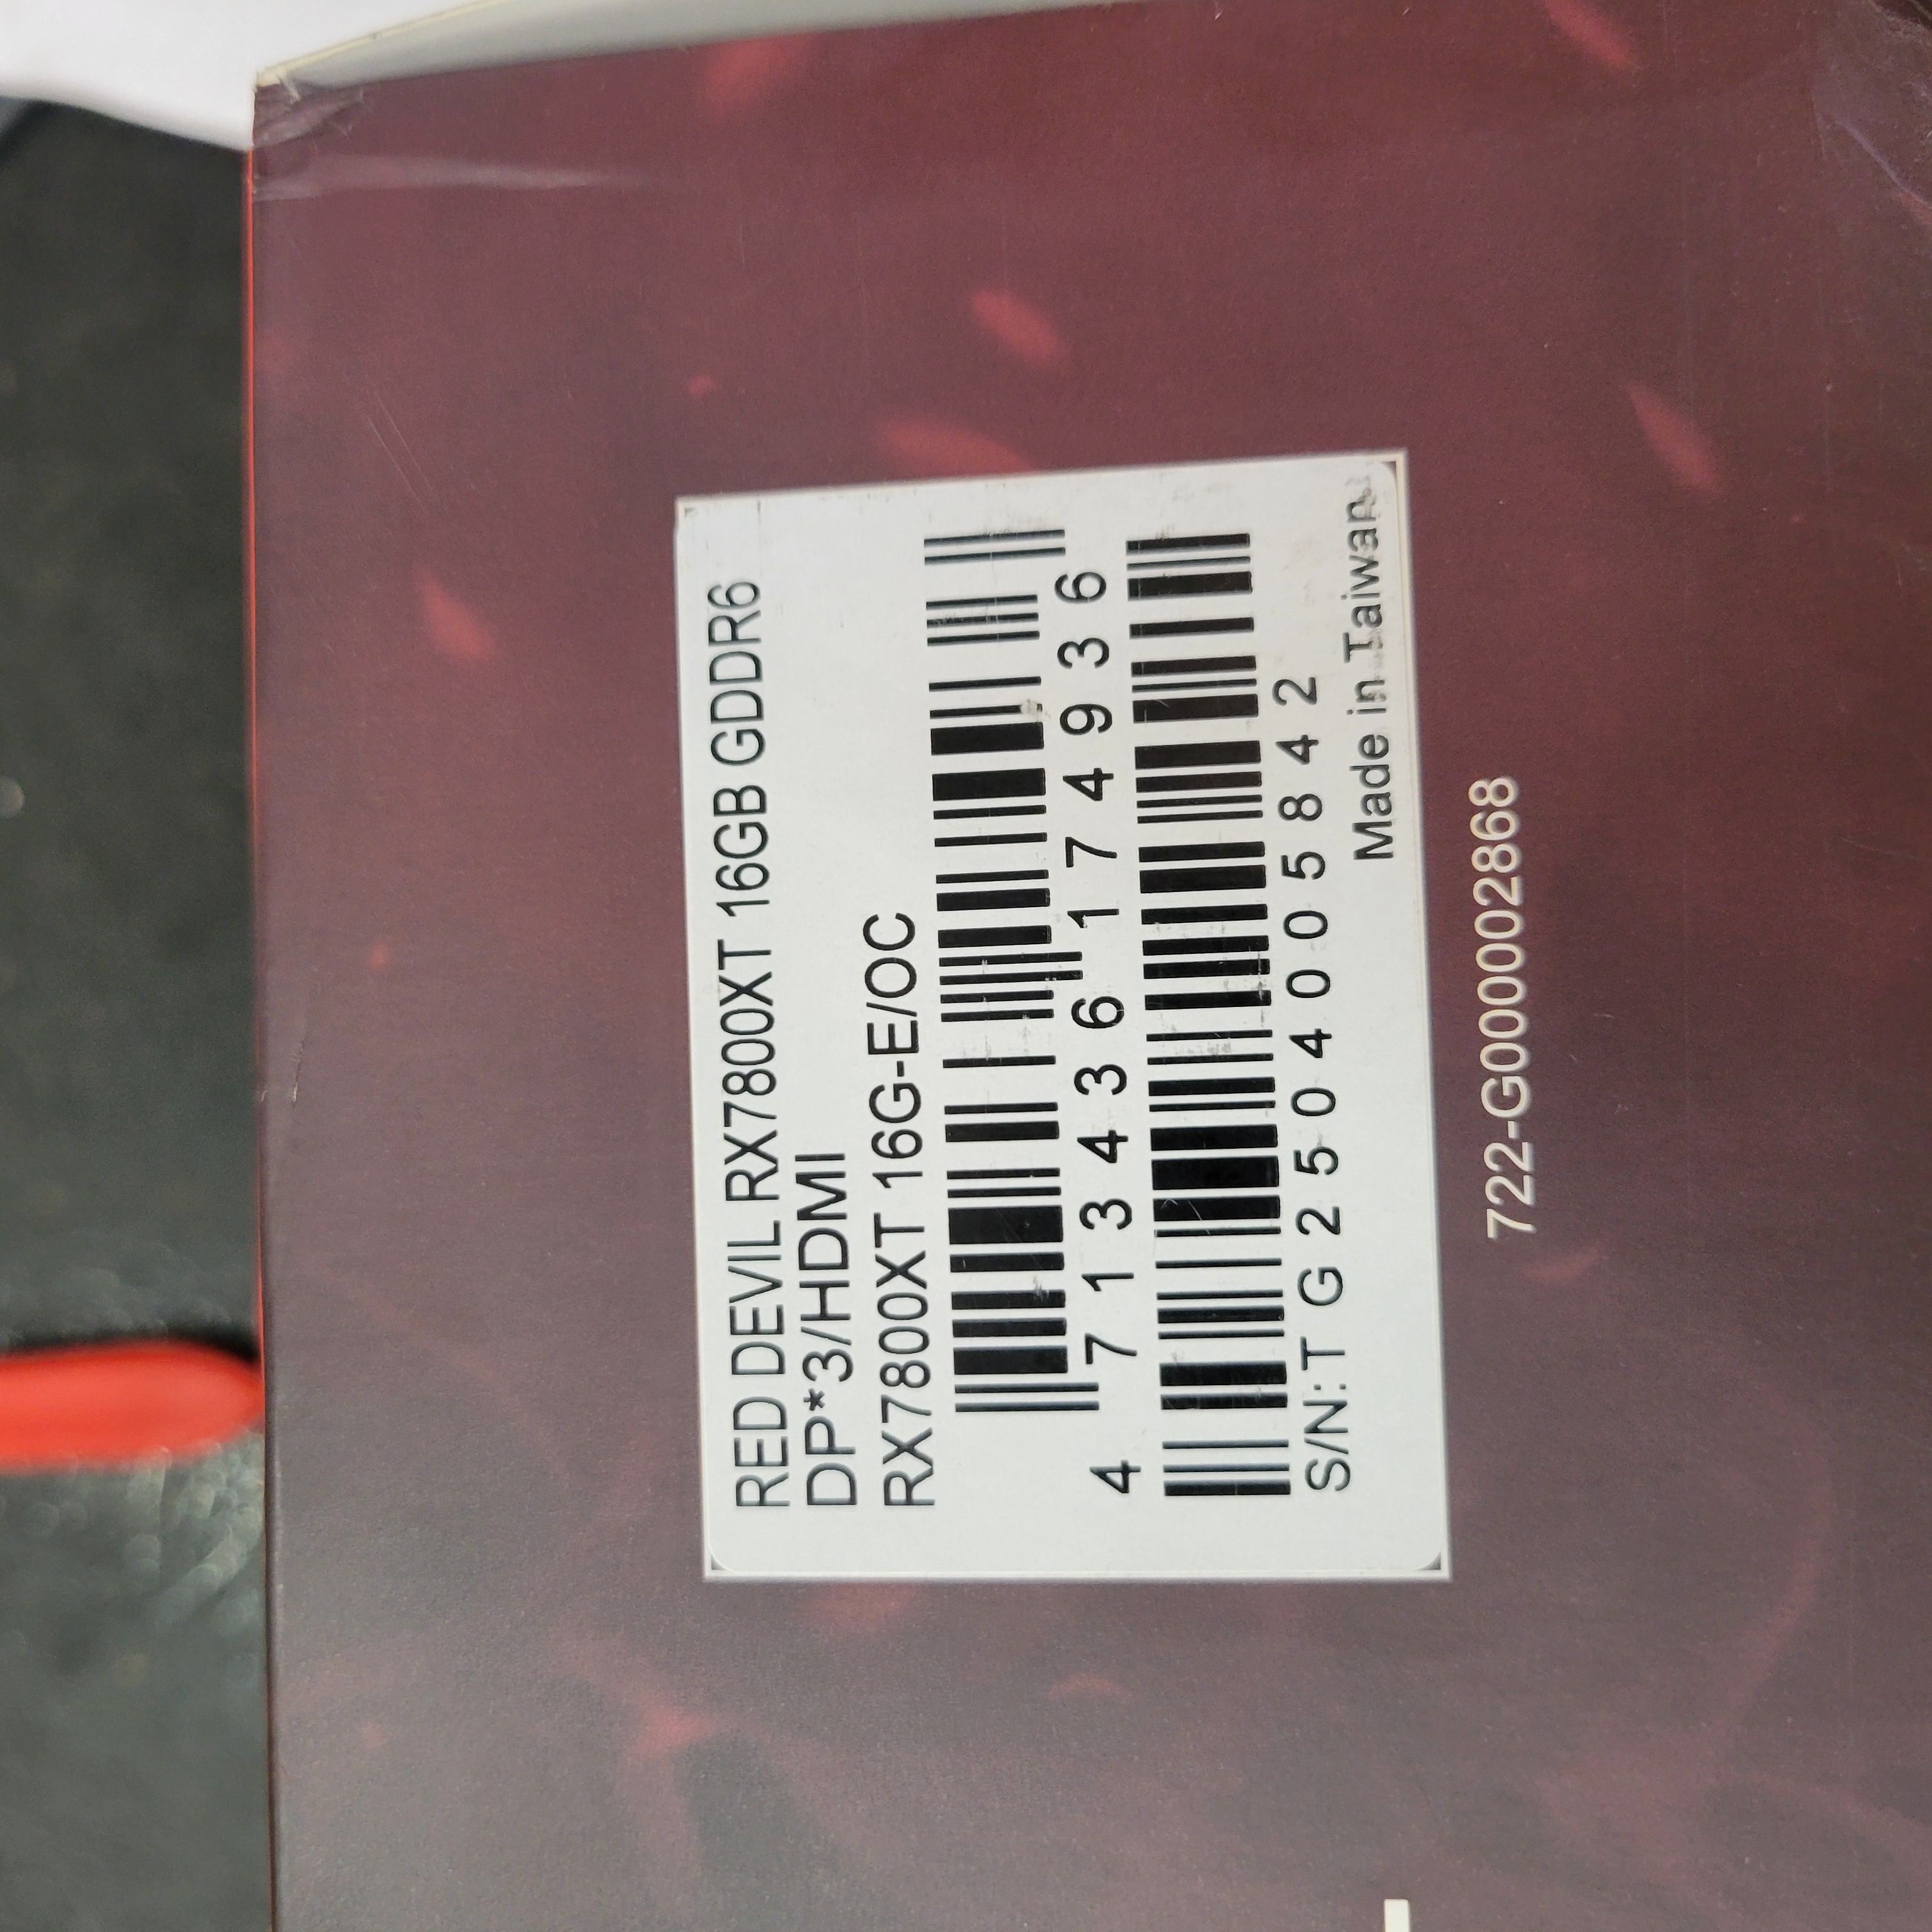 RED DEVIL RX7800XT 16GB GDDR6
DP*3/HDMI
RX7800XT 16G-E/OC
4 713436 174936
S/N: TG2504005842
Made in Taiwan
722-G000002868